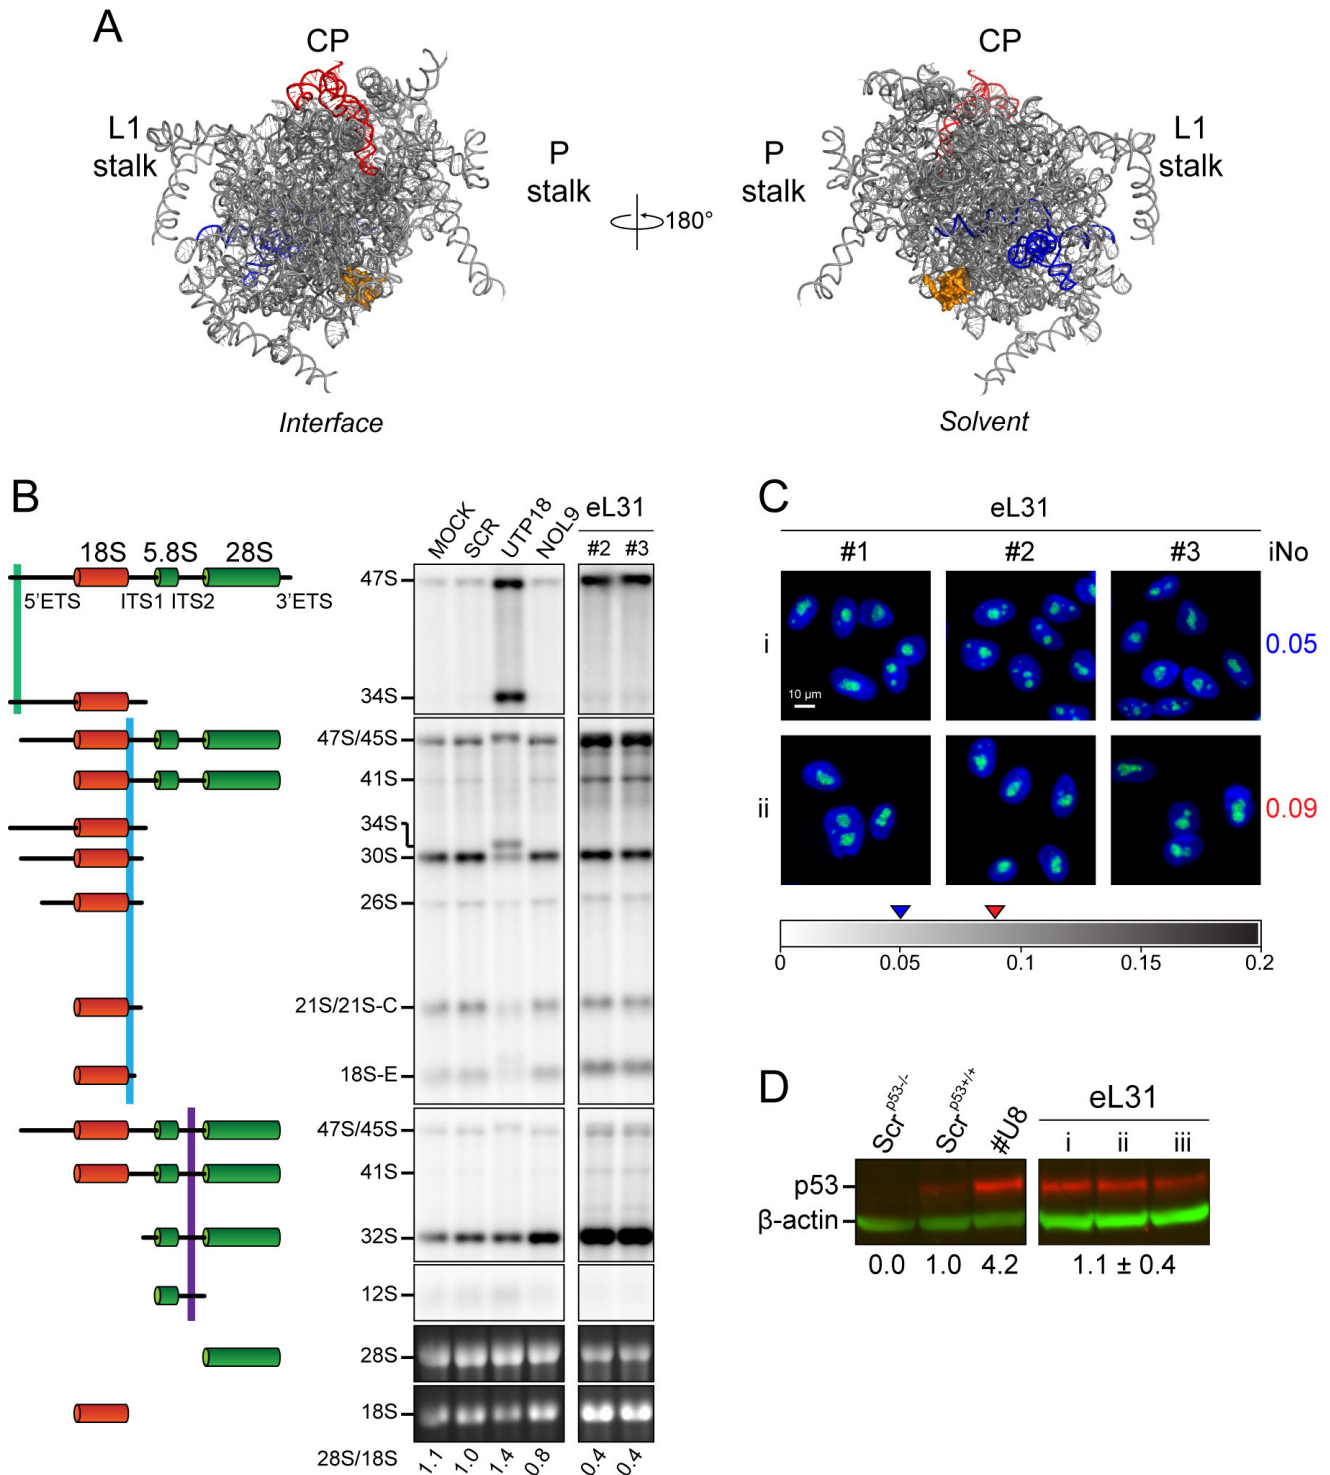 A
CP
L1
stalk
P
stalk
180°
CP
P
stalk
L1
stalk
Interface
Solvent
B
18S 5.8S 28S
5'ETS ITS1 ITS2 3'ETS
MOCK SCR UTP18 NOL9
eL31
#2 #3
47S
34S
47S/45S
41S
34S
30S
26S
21S/21S-C
18S-E
47S/45S
41S
32S
12S
28S
18S
28S/18S 1.1 1.0 1.4 0.8 0.4 0.4
C
eL31
#1 #2 #3 iNo
i 0.05
10 µm
ii 0.09
0 0.05 0.1 0.15 0.2
D
Scr p53-/- Scr p53+/+ #U8
eL31
i ii iii
p53
β-actin
0.0 1.0 4.2 1.1 ± 0.4